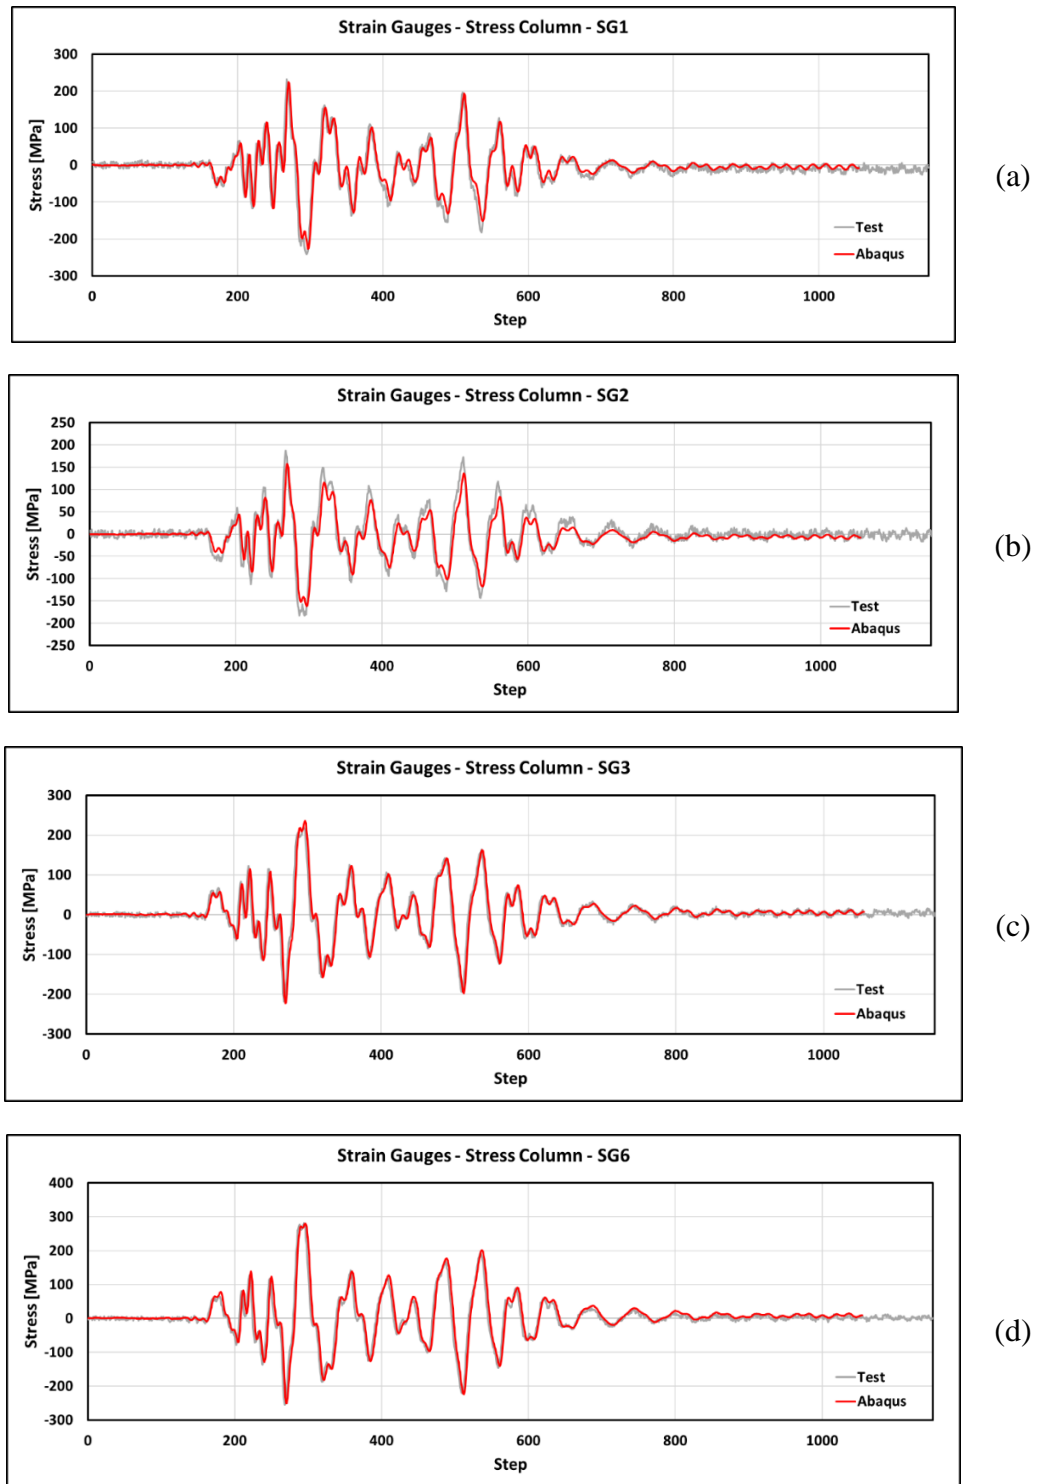 Strain Gauges - Stress Column - SG1
300
200
100
0
-100
-200
-300
Stress [MPa]
0 200 400 600 800 1000
Step
Test
Abaqus
(a)
Strain Gauges - Stress Column - SG2
250
200
150
100
50
0
-50
-100
-150
-200
-250
Stress [MPa]
0 200 400 600 800 1000
Step
Test
Abaqus
(b)
Strain Gauges - Stress Column - SG3
300
200
100
0
-100
-200
-300
Stress [MPa]
0 200 400 600 800 1000
Step
Test
Abaqus
(c)
Strain Gauges - Stress Column - SG6
400
300
200
100
0
-100
-200
-300
Stress [MPa]
0 200 400 600 800 1000
Step
Test
Abaqus
(d)